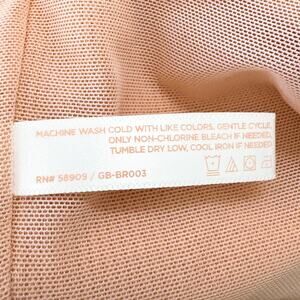 MACHINE WASH COLD WITH LIKE COLORS, GENTLE CYCLE,
ONLY NON-CHLORINE BLEACH IF NEEDED,
TUMBLE DRY LOW, COOL IRON IF NEEDED
RN# 58909 / GB-BR003